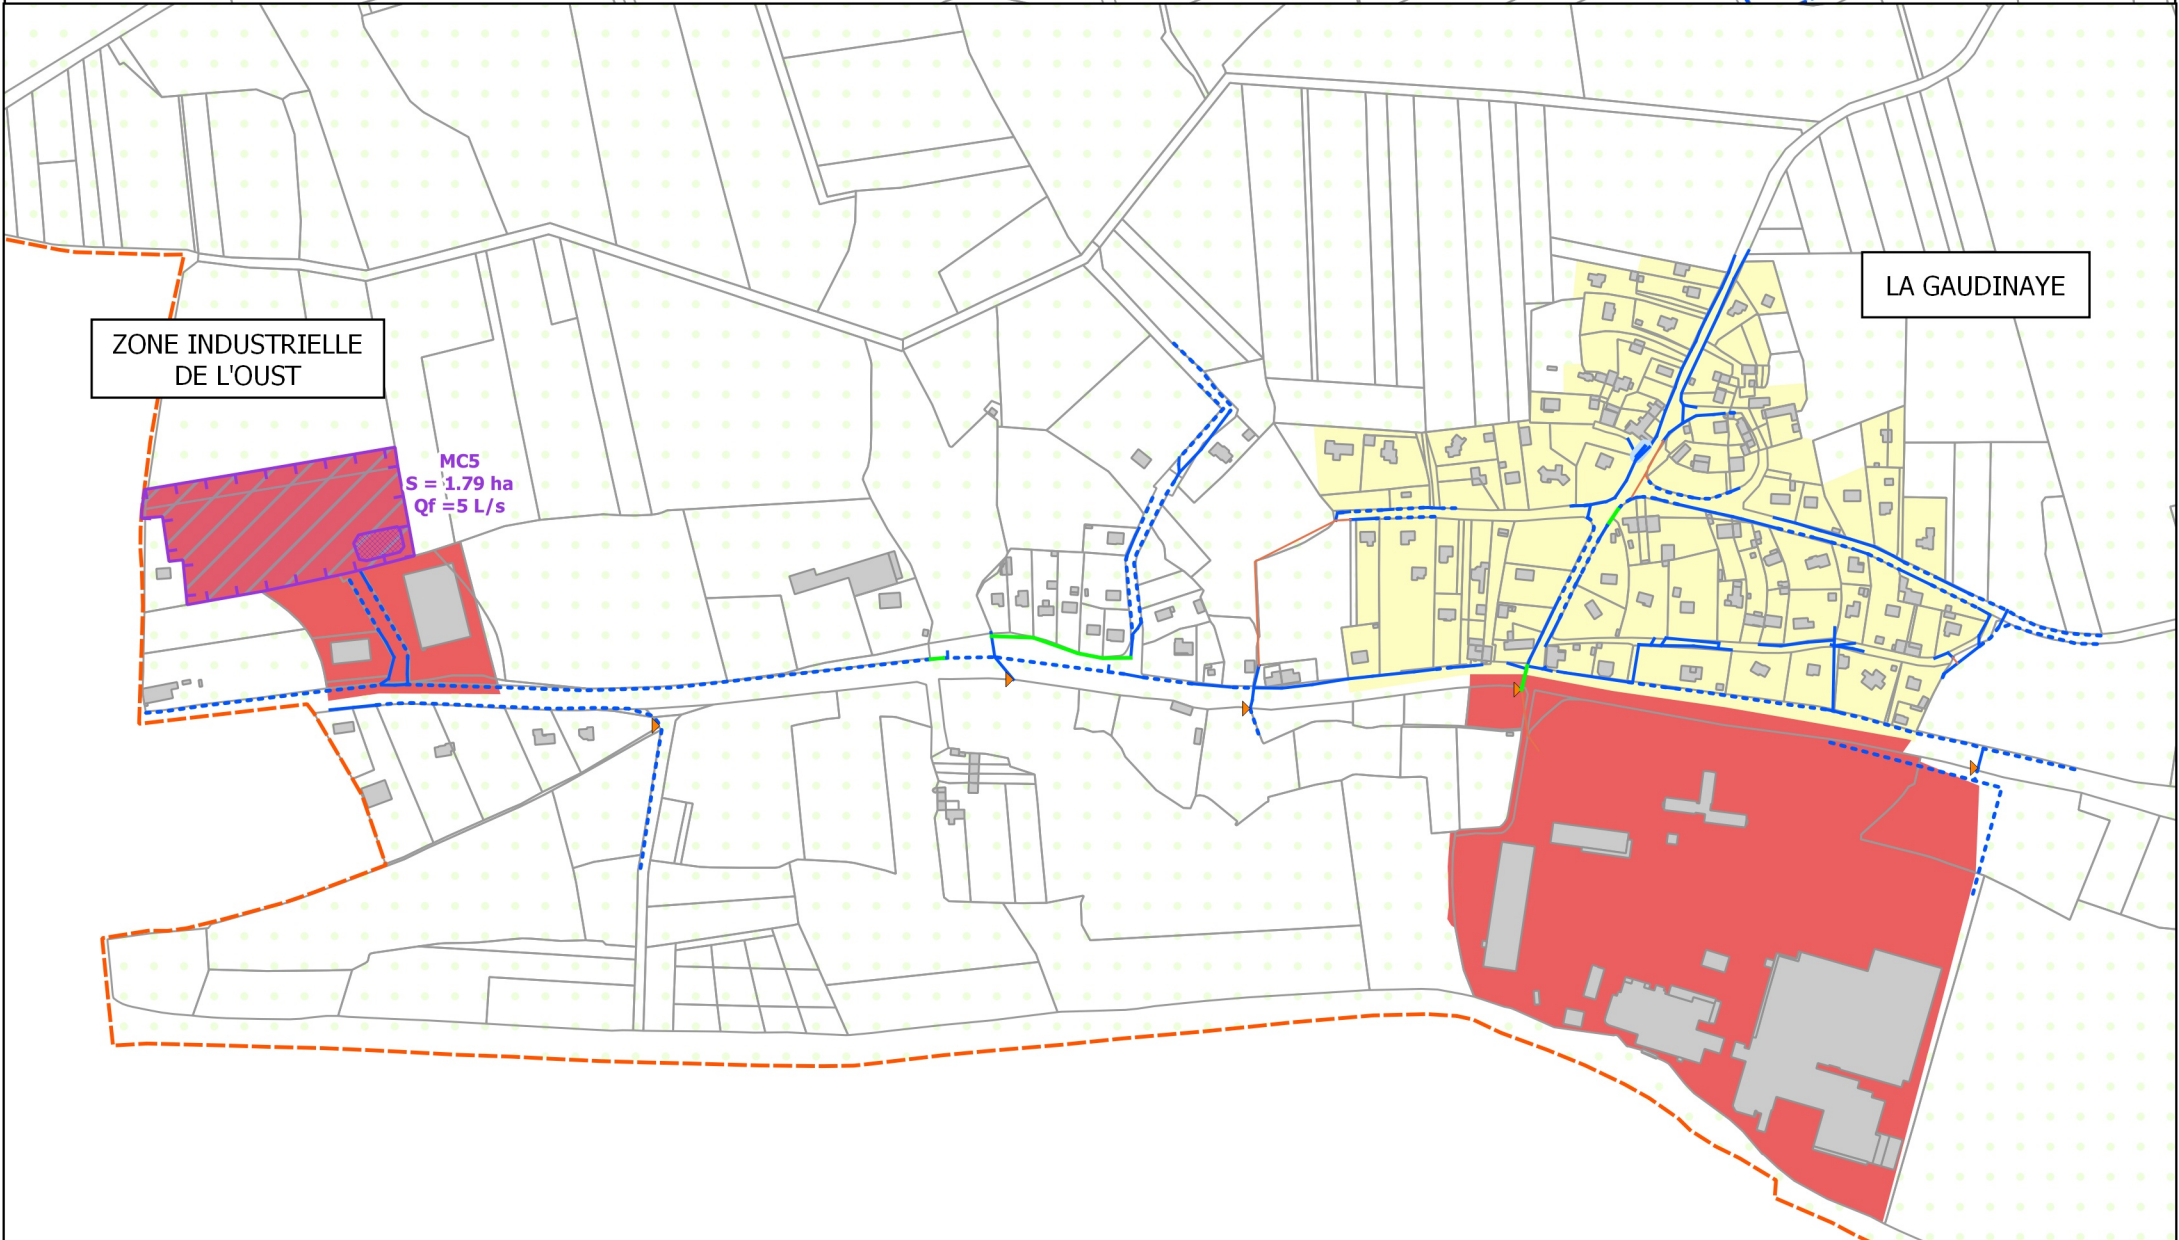 LA GAUDINAYE
ZONE INDUSTRIELLE
DE L'OUST
MC5
S = 1.79 ha
Qf =5 L/s